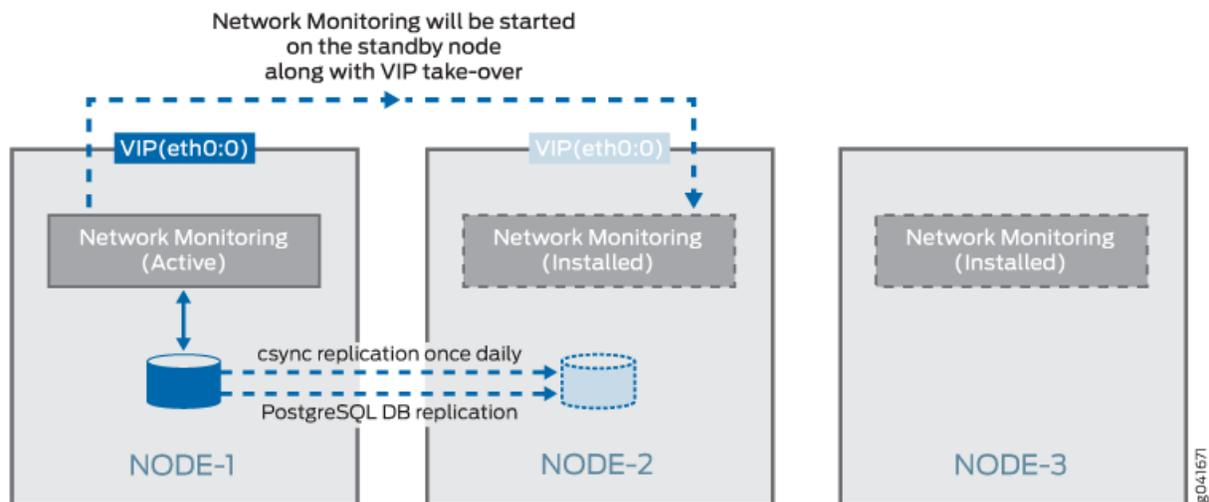 Network Monitoring will be started
on the standby node
along with VIP take-over
VIP(eth0:0)
VIP(eth0:0)
Network Monitoring
(Active)
Network Monitoring
(Installed)
Network Monitoring
(Installed)
csync replication once daily
PostgreSQL DB replication
NODE-1
NODE-2
NODE-3
g041671